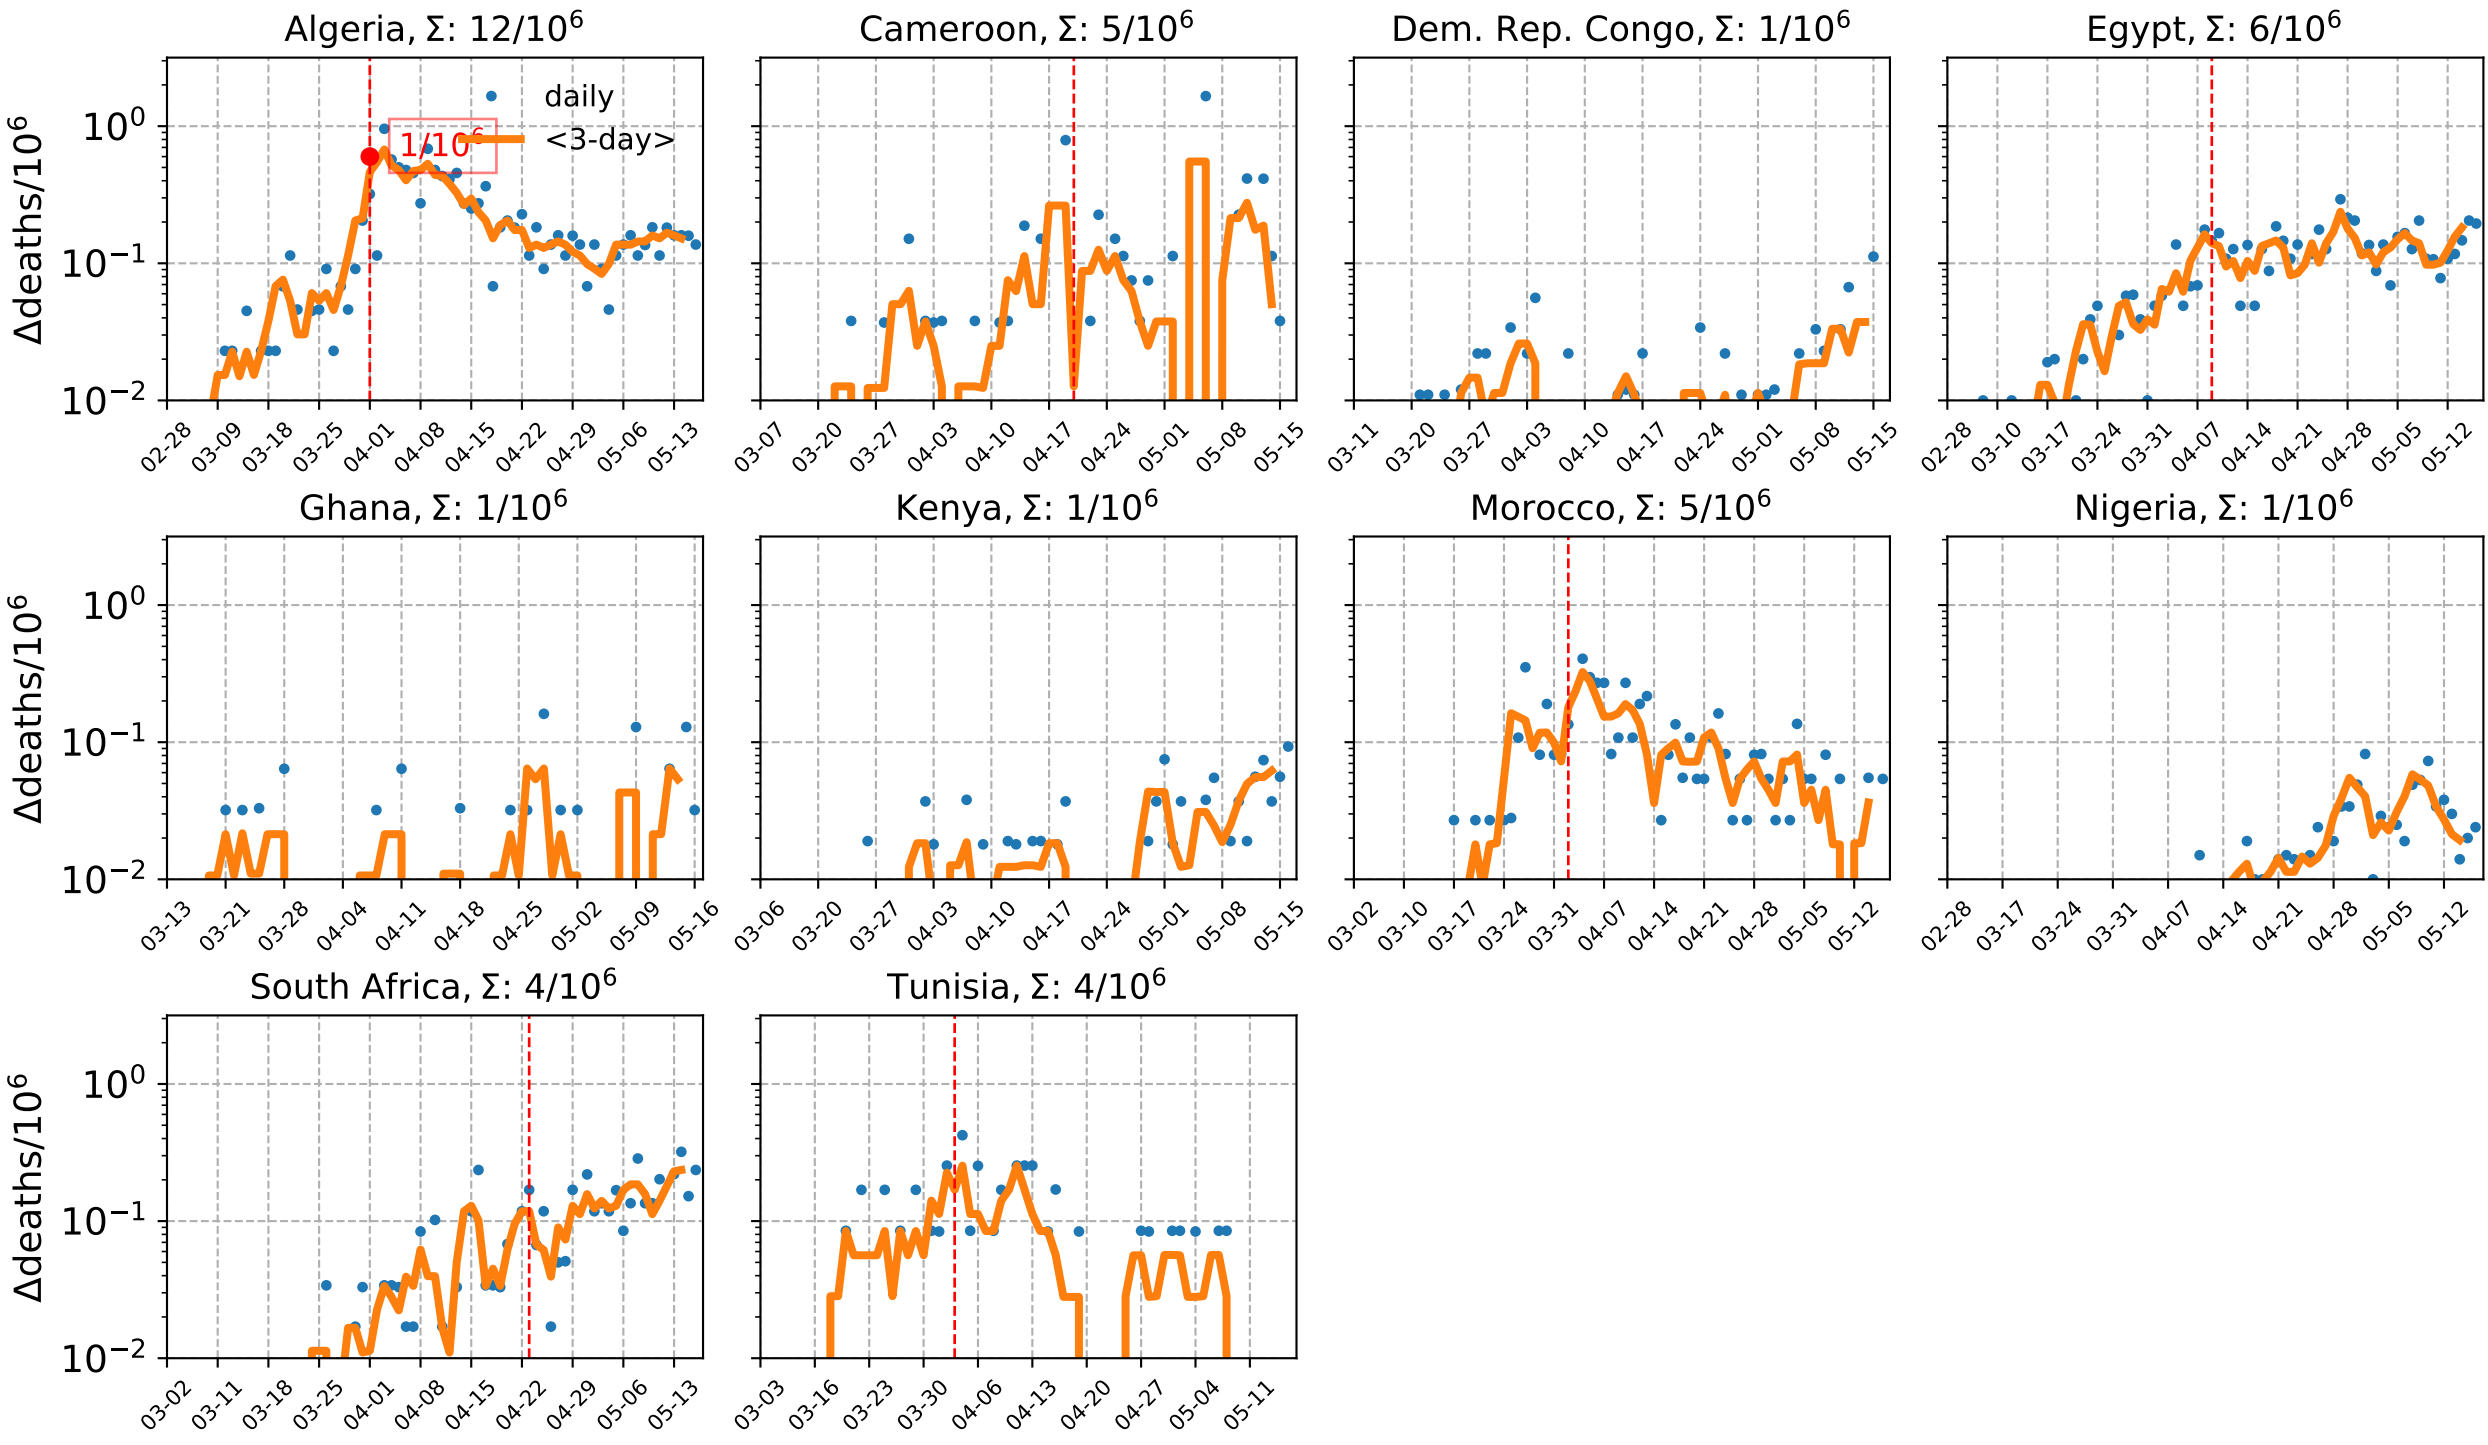 Algeria, Σ: 12/10⁶
Cameroon, Σ: 5/10⁶
Dem. Rep. Congo, Σ: 1/10⁶
Egypt, Σ: 6/10⁶
Δdeaths/10⁶
10⁰
10⁻¹
10⁻²
1/10⁶
daily
<3-day>
02-28 03-09 03-18 03-25 04-01 04-08 04-15 04-22 04-29 05-06 05-13
03-07 03-20 03-27 04-03 04-10 04-17 04-24 05-01 05-08 05-15
03-11 03-20 03-27 04-03 04-10 04-17 04-24 05-01 05-08 05-15
02-28 03-10 03-17 03-24 03-31 04-07 04-14 04-21 04-28 05-05 05-12
Ghana, Σ: 1/10⁶
Kenya, Σ: 1/10⁶
Morocco, Σ: 5/10⁶
Nigeria, Σ: 1/10⁶
Δdeaths/10⁶
10⁰
10⁻¹
10⁻²
03-13 03-21 03-28 04-04 04-11 04-18 04-25 05-02 05-09 05-16
03-06 03-20 03-27 04-03 04-10 04-17 04-24 05-01 05-08 05-15
03-02 03-10 03-17 03-24 03-31 04-07 04-14 04-21 04-28 05-05 05-12
02-28 03-17 03-24 03-31 04-07 04-14 04-21 04-28 05-05 05-12
South Africa, Σ: 4/10⁶
Tunisia, Σ: 4/10⁶
Δdeaths/10⁶
10⁰
10⁻¹
10⁻²
03-02 03-11 03-18 03-25 04-01 04-08 04-15 04-22 04-29 05-06 05-13
03-03 03-16 03-23 03-30 04-06 04-13 04-20 04-27 05-04 05-11